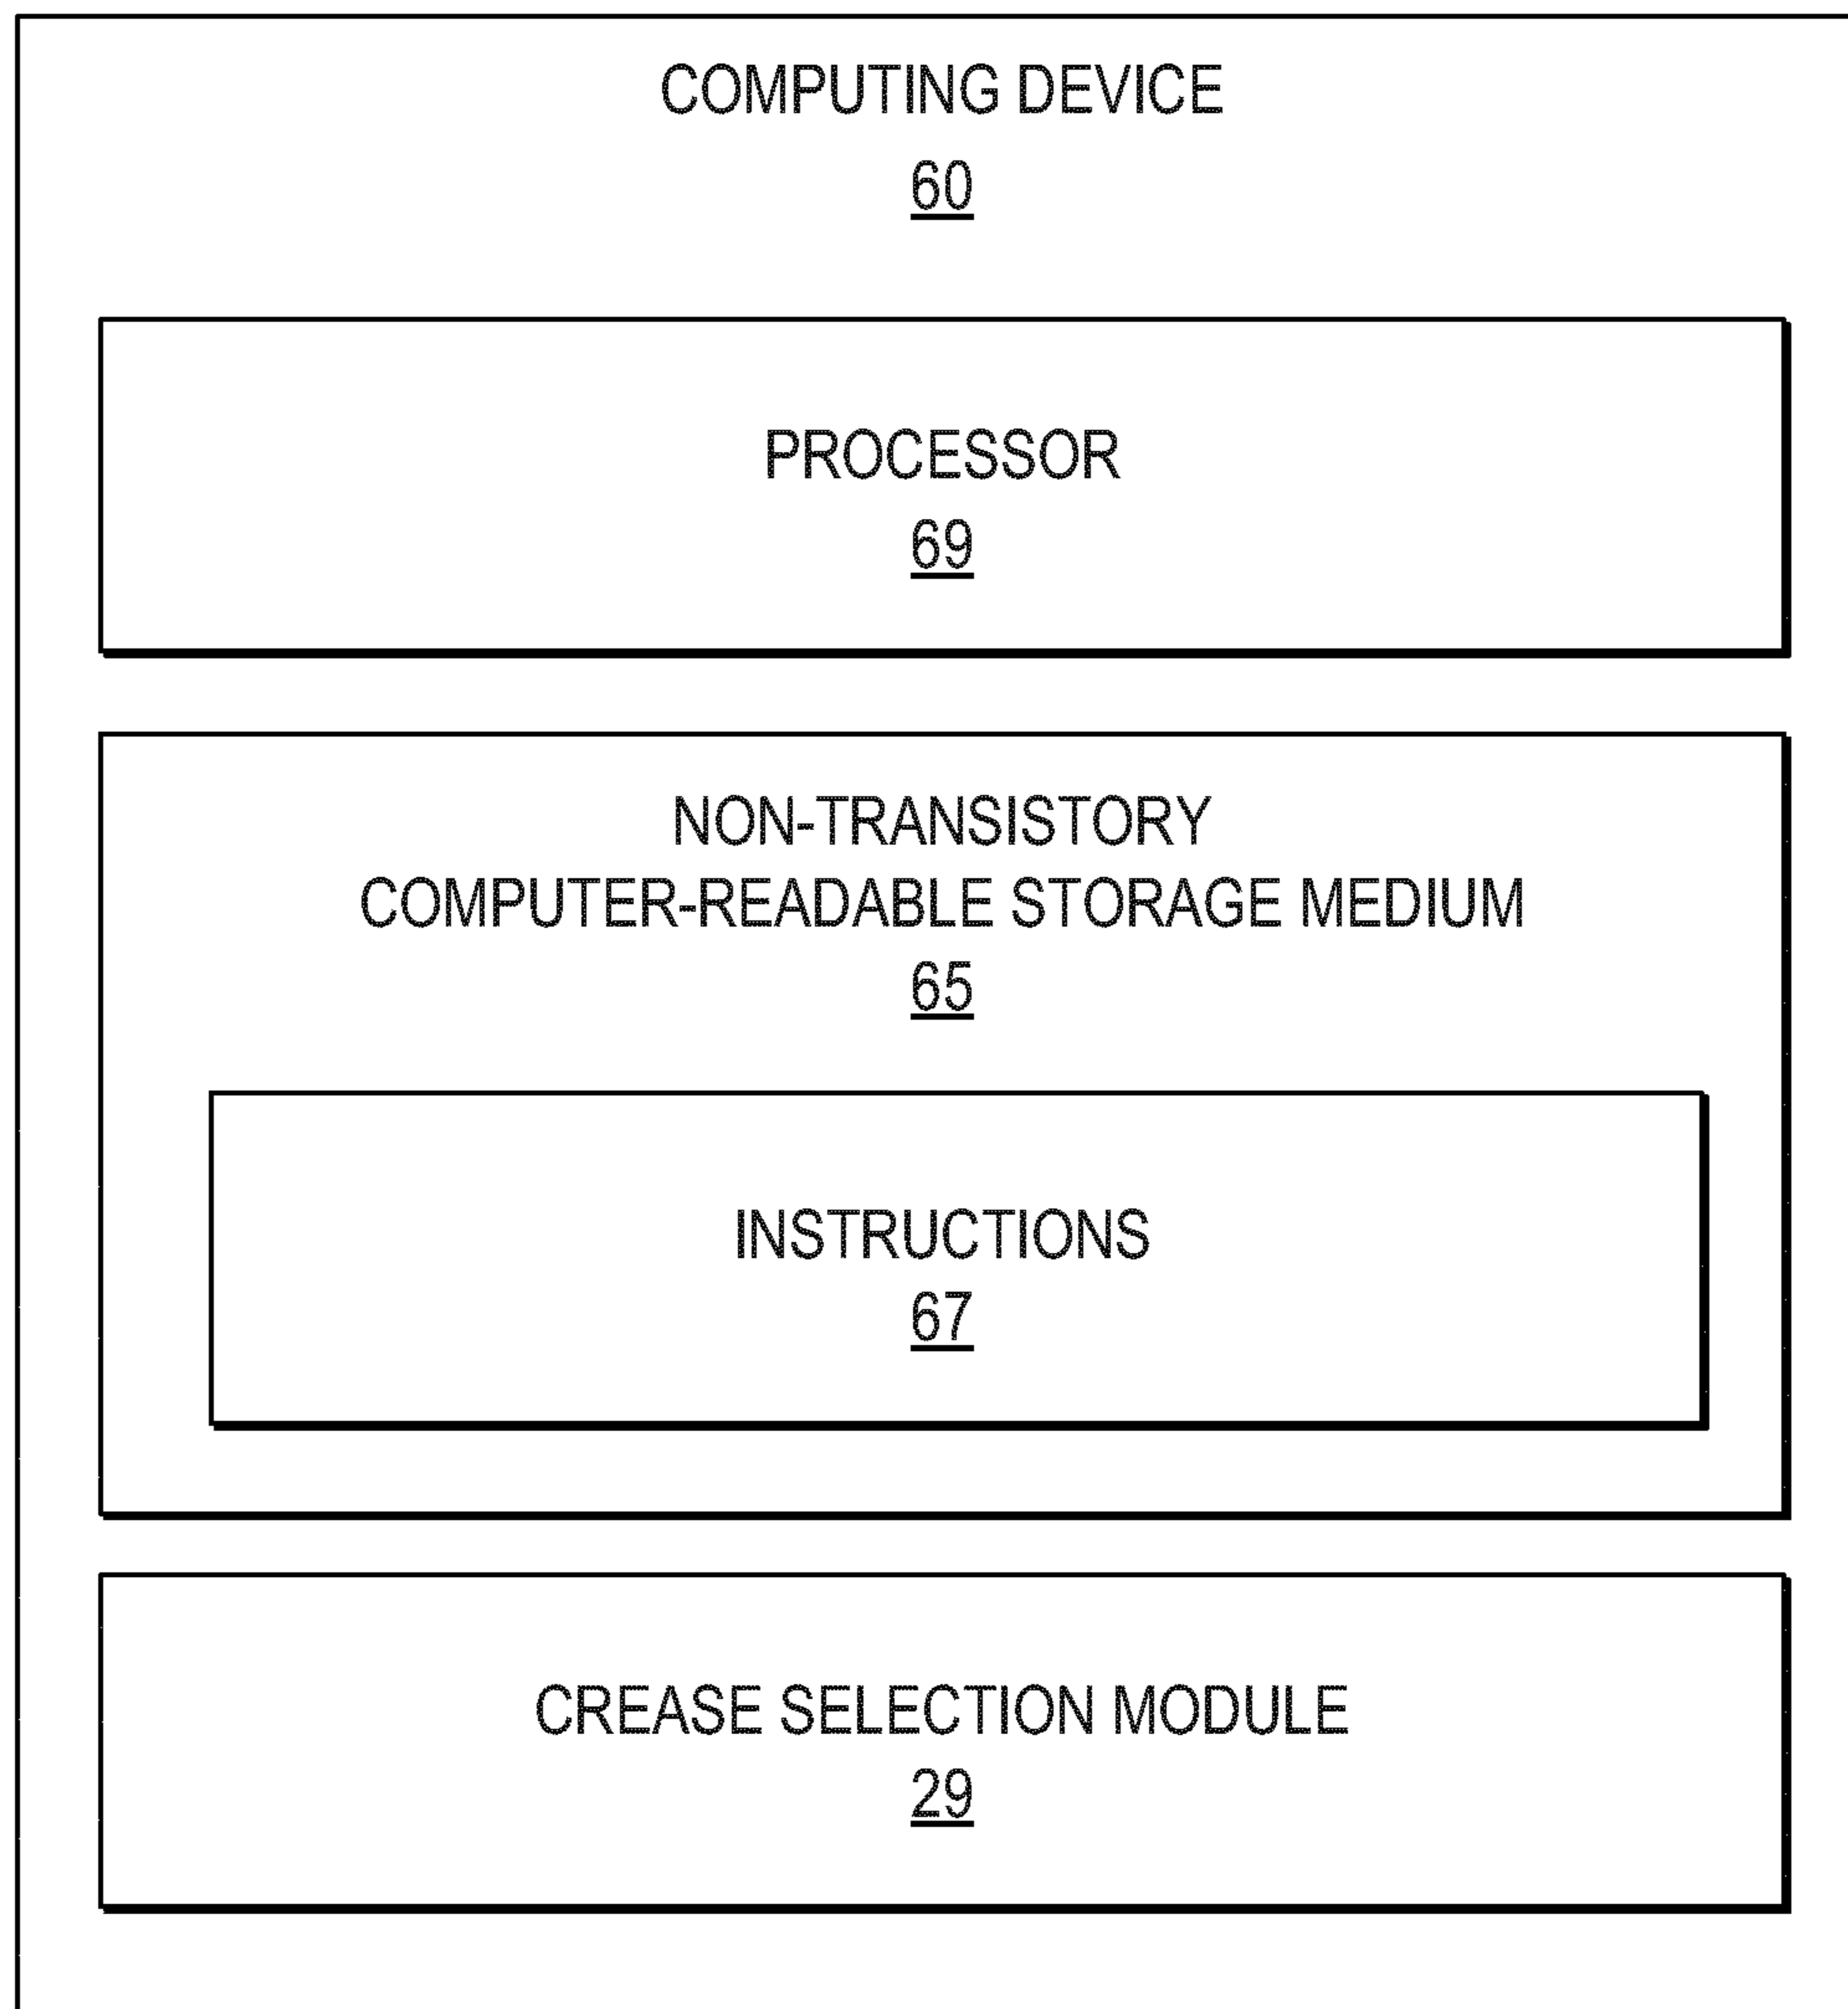 COMPUTING DEVICE
60
PROCESSOR
69
NON-TRANSISTORY
COMPUTER-READABLE STORAGE MEDIUM
65
INSTRUCTIONS
67
CREASE SELECTION MODULE
29